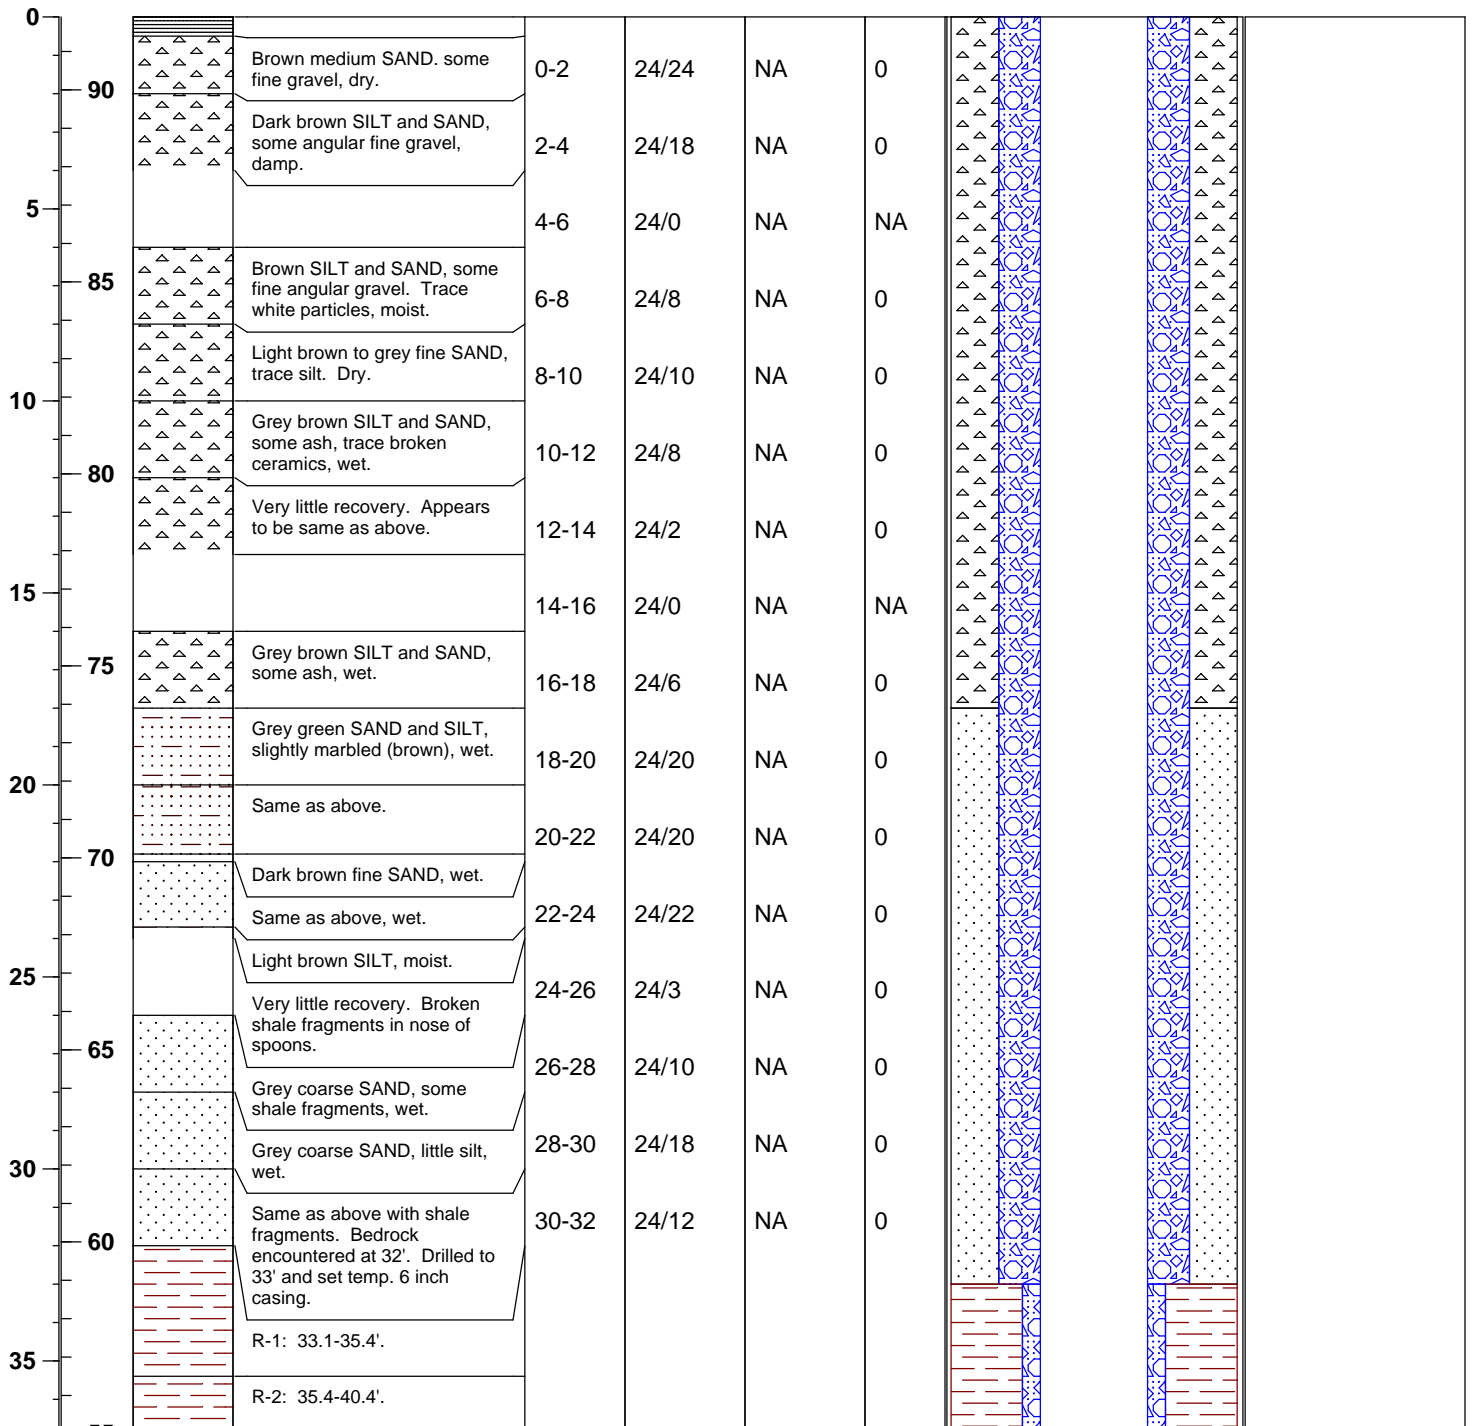 0
Brown medium SAND. some
fine gravel, dry.
0-2 24/24 NA 0
90
Dark brown SILT and SAND,
some angular fine gravel,
damp.
2-4 24/18 NA 0
5
4-6 24/0 NA NA
85
Brown SILT and SAND, some
fine angular gravel. Trace
white particles, moist.
6-8 24/8 NA 0
Light brown to grey fine SAND,
trace silt. Dry.
8-10 24/10 NA 0
10
Grey brown SILT and SAND,
some ash, trace broken
ceramics, wet.
10-12 24/8 NA 0
80
Very little recovery. Appears
to be same as above.
12-14 24/2 NA 0
15
14-16 24/0 NA NA
75
Grey brown SILT and SAND,
some ash, wet.
16-18 24/6 NA 0
Grey green SAND and SILT,
slightly marbled (brown), wet.
18-20 24/20 NA 0
20
Same as above.
20-22 24/20 NA 0
70
Dark brown fine SAND, wet.
Same as above, wet.
22-24 24/22 NA 0
Light brown SILT, moist.
25
24-26 24/3 NA 0
Very little recovery. Broken
shale fragments in nose of
spoons.
65
26-28 24/10 NA 0
Grey coarse SAND, some
shale fragments, wet.
28-30 24/18 NA 0
Grey coarse SAND, little silt,
wet.
30
30-32 24/12 NA 0
Same as above with shale
fragments. Bedrock
encountered at 32'. Drilled to
33' and set temp. 6 inch
casing.
60
R-1: 33.1-35.4'.
35
R-2: 35.4-40.4'.